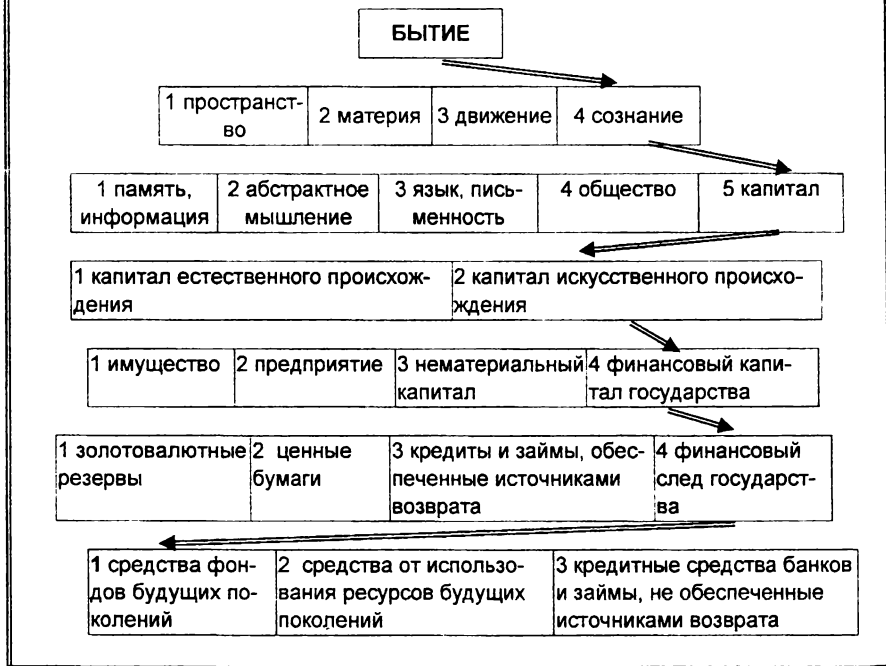 БЫТИЕ
1 пространст-
во
2 материя
3 движение
4 сознание
1 память,
информация
2 абстрактное
мышление
3 язык, пись-
менность
4 общество
5 капитал
1 капитал естественного происхож-
дения
2 капитал искусственного происхо-
ждения
1 имущество
2 предприятие
3 нематериальный
капитал
4 финансовый капи-
тал государства
1 золотовалютные
резервы
2 ценные
бумаги
3 кредиты и займы, обес-
печенные источниками
возврата
4 финансовый
след государст-
ва
1 средства фон-
дов будущих по-
колений
2 средства от использо-
вания ресурсов будущих
поколений
3 кредитные средства банков
и займы, не обеспеченные
источниками возврата